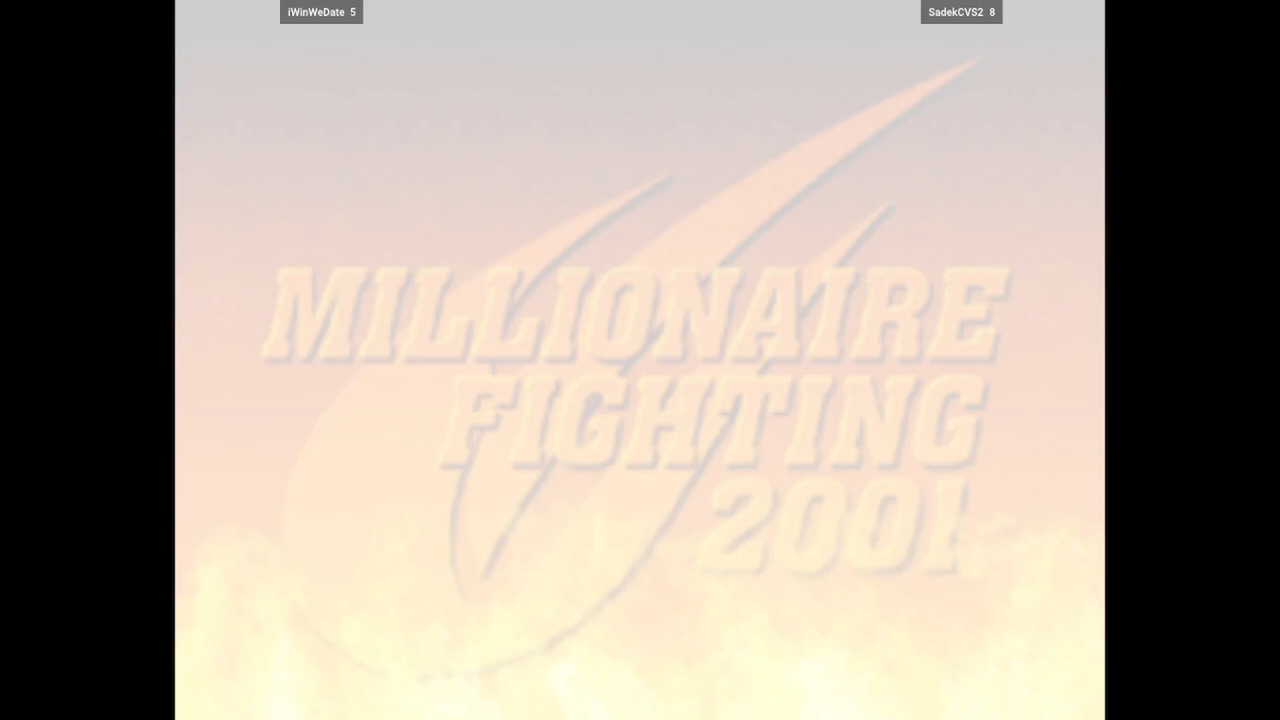 iWinWeDate 5
SadekCVS2 8
MILLIONAIRE
FIGHTING
2001